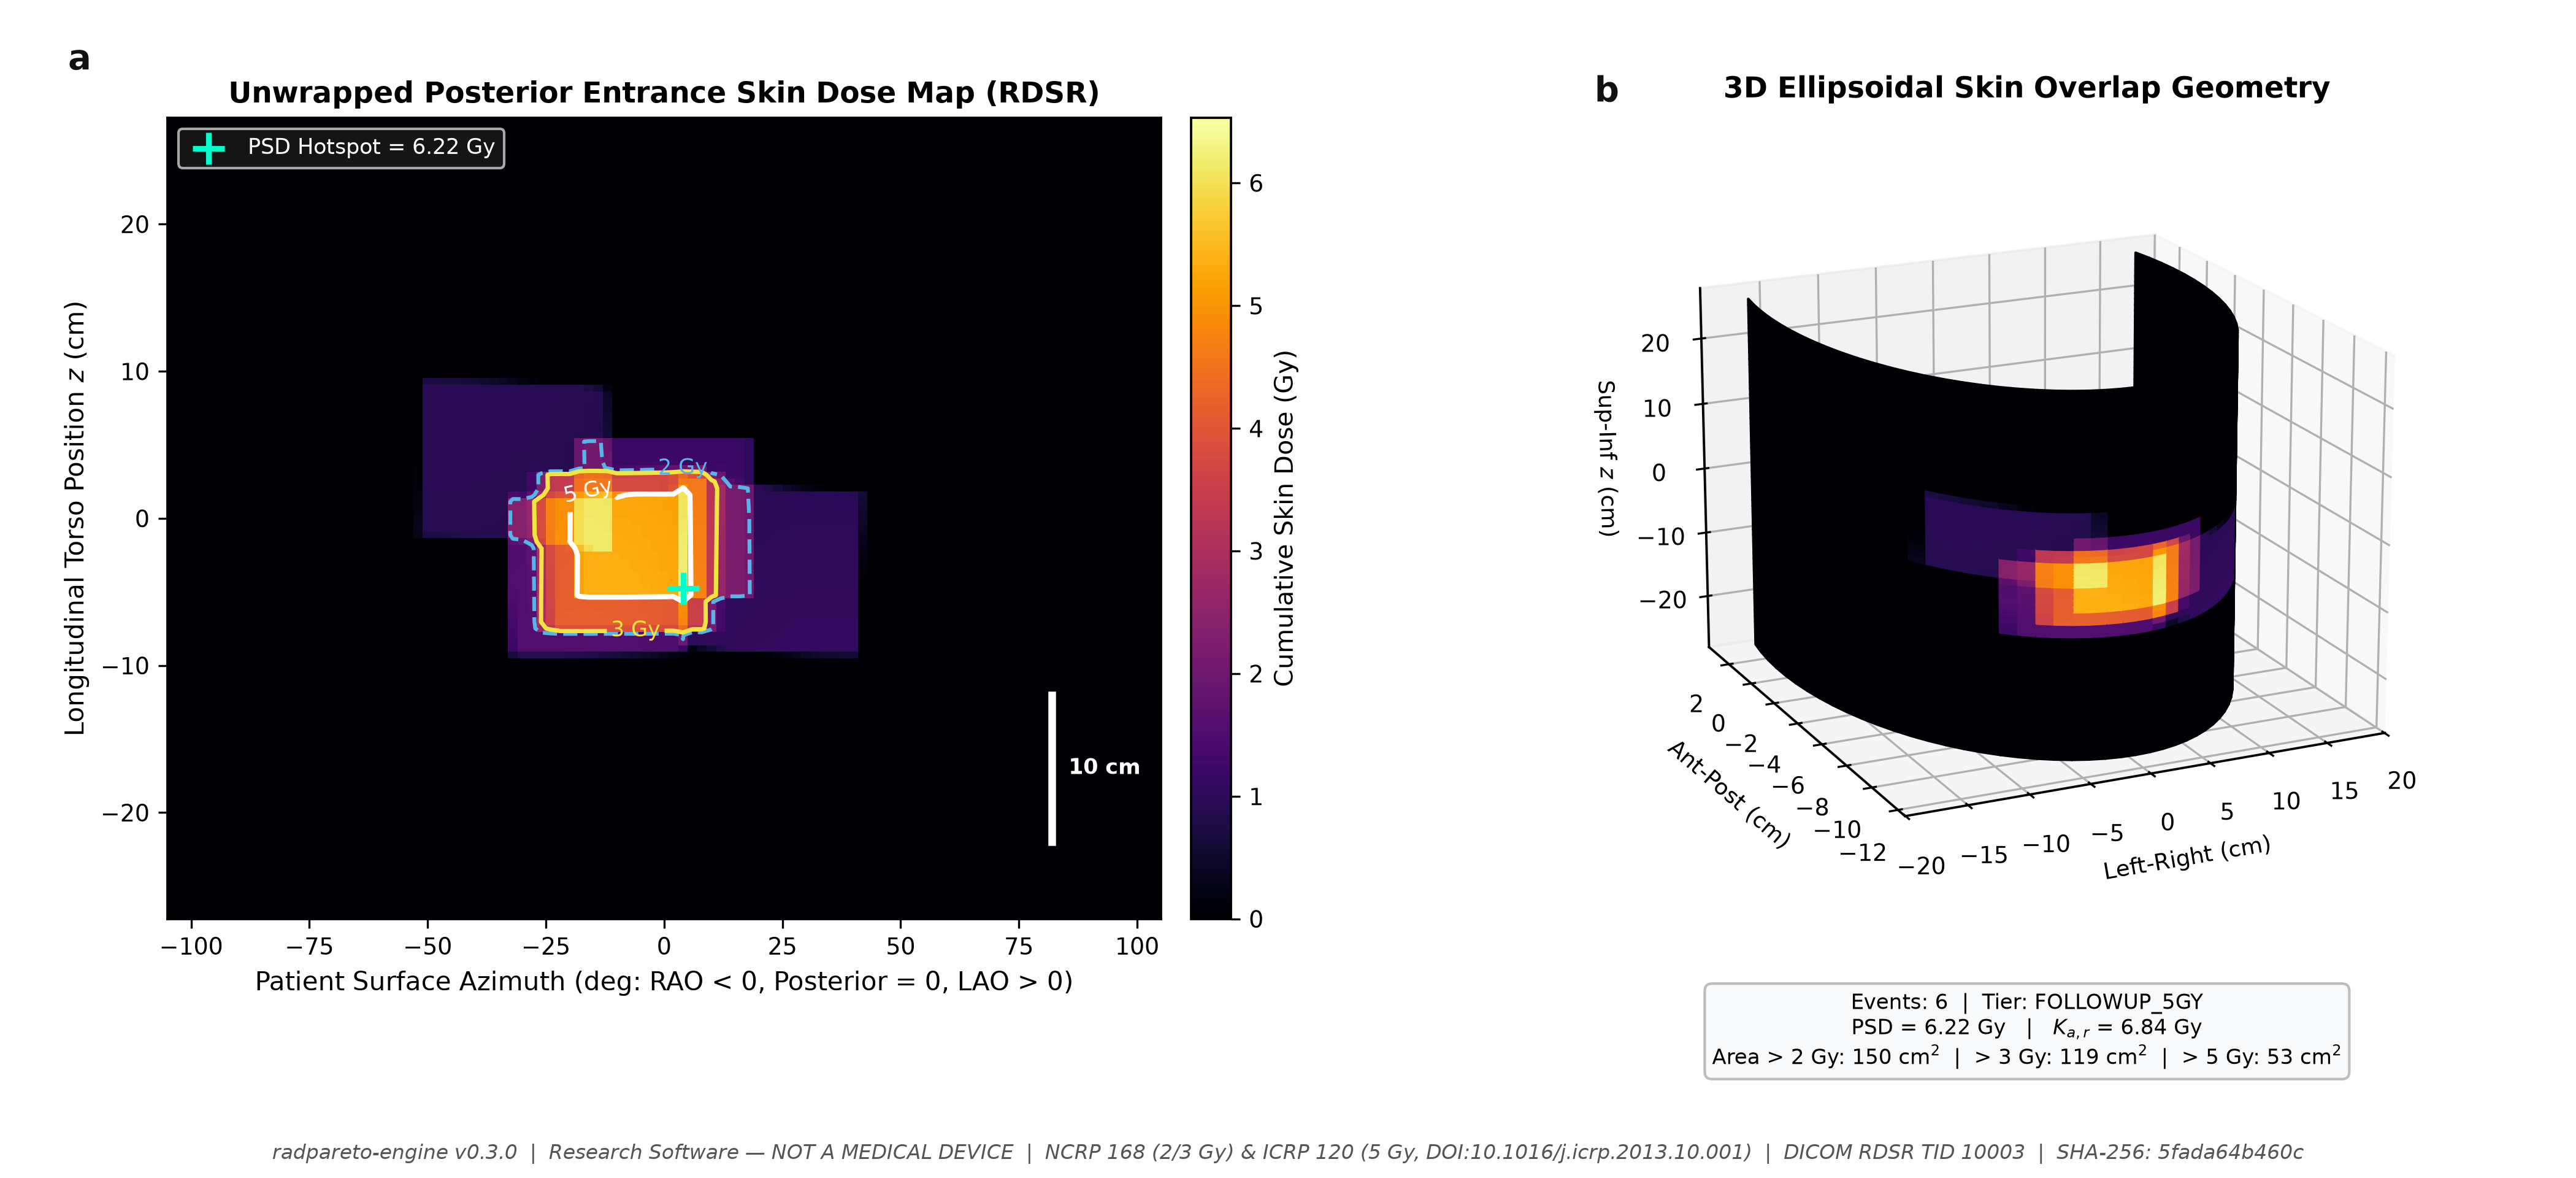 a
Unwrapped Posterior Entrance Skin Dose Map (RDSR)
PSD Hotspot = 6.22 Gy
Longitudinal Torso Position z (cm)
20
10
0
−10
−20
2 Gy
5 Gy
3 Gy
10 cm
−100 −75 −50 −25 0 25 50 75 100
Patient Surface Azimuth (deg: RAO < 0, Posterior = 0, LAO > 0)
6
5
4
3
2
1
0
Cumulative Skin Dose (Gy)
b
3D Ellipsoidal Skin Overlap Geometry
Sup-Inf z (cm)
20
10
0
−10
−20
2
0
−2
−4
−6
−8
−10
−12
Ant-Post (cm)
−20 −15 −10 −5 0 5 10 15 20
Left-Right (cm)
Events: 6 | Tier: FOLLOWUP_5GY
PSD = 6.22 Gy | Ka,r = 6.84 Gy
Area > 2 Gy: 150 cm² | > 3 Gy: 119 cm² | > 5 Gy: 53 cm²
radpareto-engine v0.3.0 | Research Software — NOT A MEDICAL DEVICE | NCRP 168 (2/3 Gy) & ICRP 120 (5 Gy, DOI:10.1016/j.icrp.2013.10.001) | DICOM RDSR TID 10003 | SHA-256: 5fada64b460c